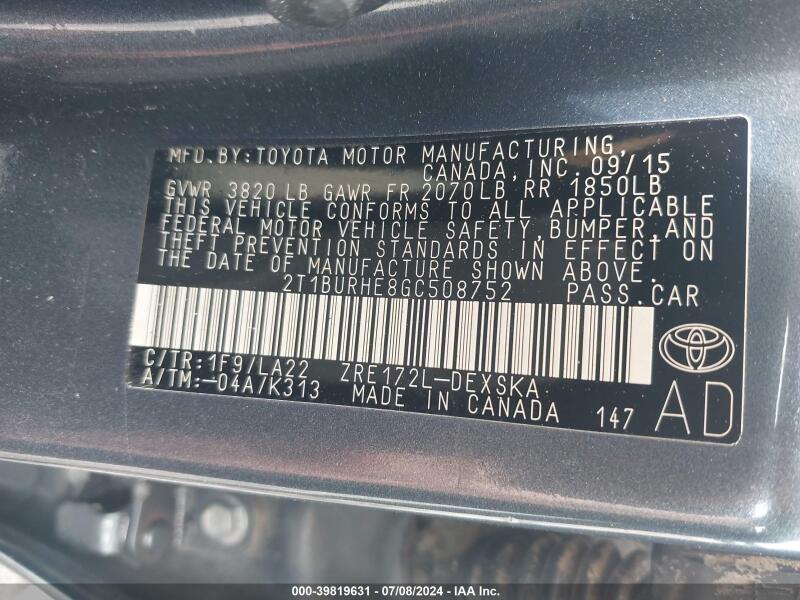 MFD. BY: TOYOTA MOTOR MANUFACTURING,
CANADA, INC. 09/15
GVWR 3820 LB GAWR FR 2070LB, RR 1850LB
THIS VEHICLE CONFORMS TO ALL APPLICABLE
FEDERAL MOTOR VEHICLE SAFETY, BUMPER, AND
THEFT PREVENTION STANDARDS IN EFFECT ON
THE DATE OF MANUFACTURE SHOWN ABOVE.
2T1BURHE8GC508752 PASS. CAR
C/TR: 1F9/LA22 ZRE172L-DEXSKA
A/TM: -04A/K313 MADE IN CANADA 147
AD
000-39819631 - 07/08/2024 - IAA Inc.